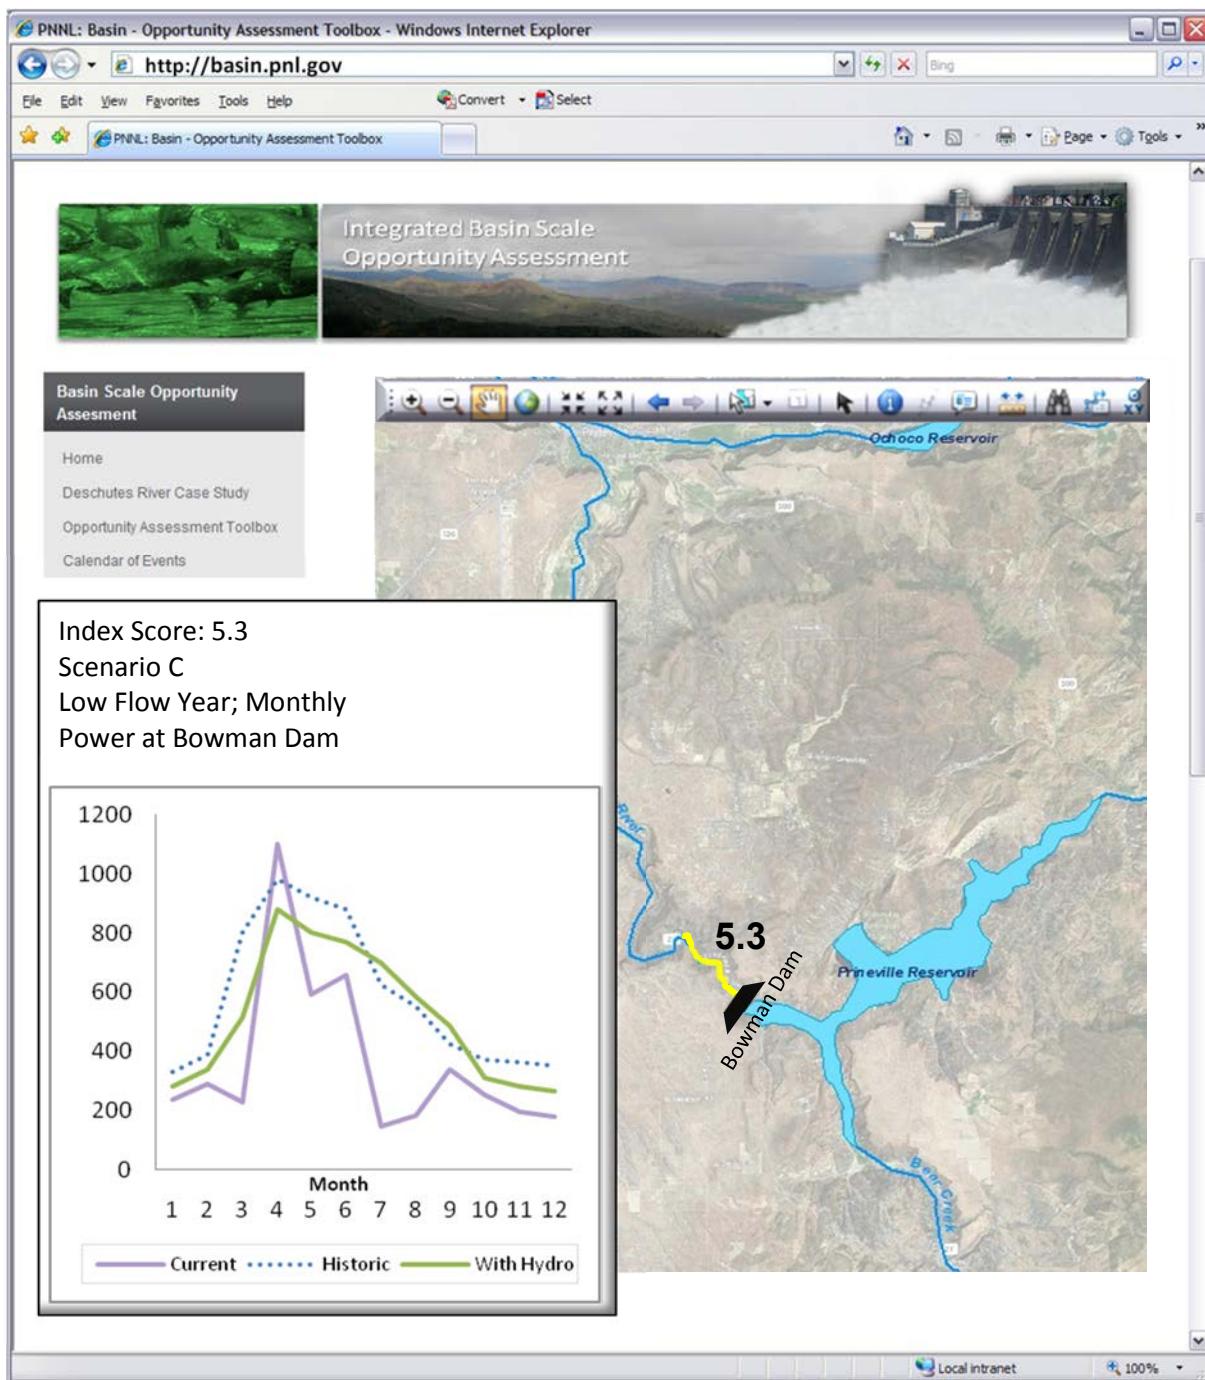 PNNL: Basin - Opportunity Assessment Toolbox - Windows Internet Explorer
http://basin.pnl.gov
Bing
File Edit View Favorites Tools Help
Convert Select
PNNL: Basin - Opportunity Assessment Toolbox
Page Tools
Integrated Basin Scale
Opportunity Assessment
Basin Scale Opportunity
Assesment
Home
Deschutes River Case Study
Opportunity Assessment Toolbox
Calendar of Events
Ochoco Reservoir
Index Score: 5.3
Scenario C
Low Flow Year; Monthly
Power at Bowman Dam
1200
1000
800
600
400
200
0
Month
1 2 3 4 5 6 7 8 9 10 11 12
Current Historic With Hydro
River
5.3
Bowman Dam
Prineville Reservoir
Bear Creek
Local intranet
100%